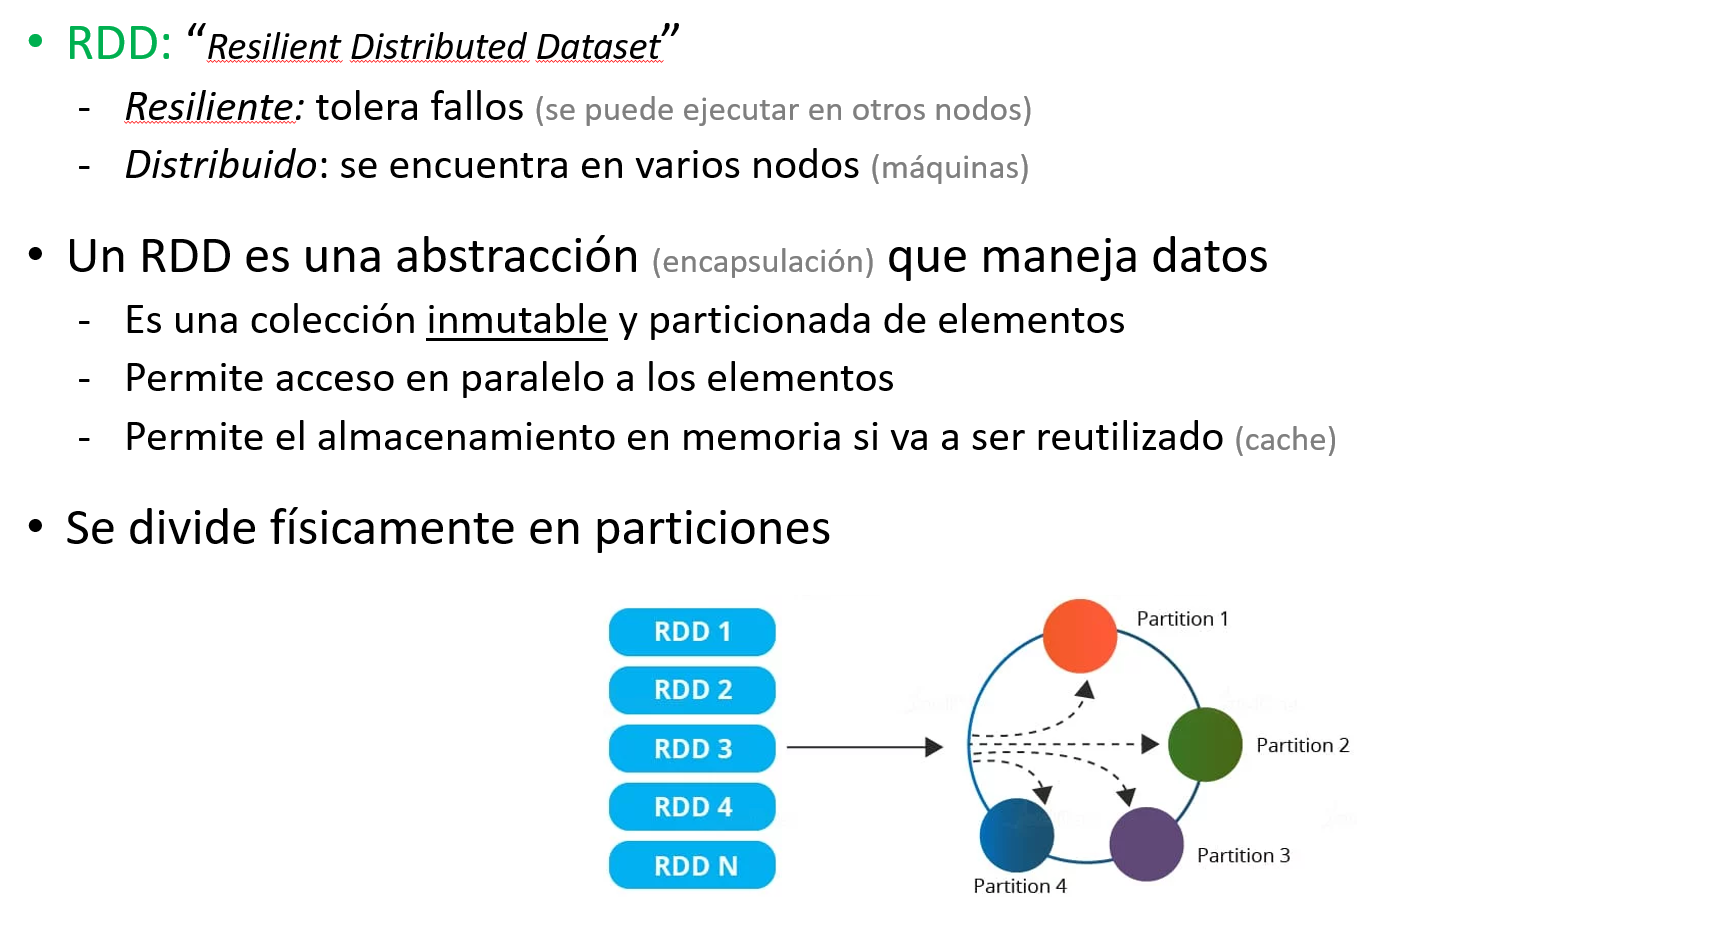 • RDD: “Resilient Distributed Dataset”
- Resiliente: tolera fallos (se puede ejecutar en otros nodos)
- Distribuido: se encuentra en varios nodos (máquinas)
• Un RDD es una abstracción (encapsulación) que maneja datos
- Es una colección inmutable y particionada de elementos
- Permite acceso en paralelo a los elementos
- Permite el almacenamiento en memoria si va a ser reutilizado (cache)
• Se divide físicamente en particiones
RDD 1
RDD 2
RDD 3
RDD 4
RDD N
Partition 1
Partition 2
Partition 3
Partition 4